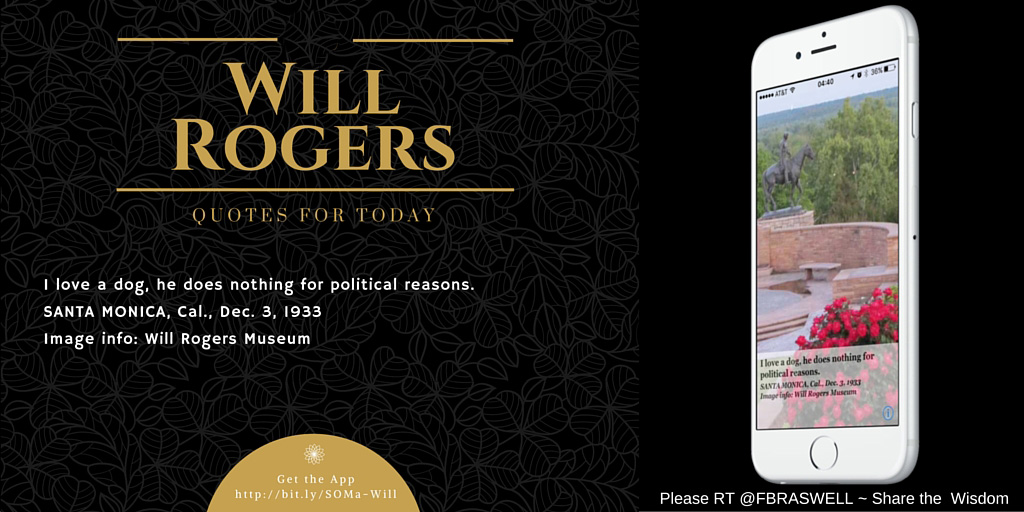 WILL
ROGERS
QUOTES FOR TODAY
I love a dog, he does nothing for political reasons.
SANTA MONICA, Cal., Dec. 3, 1933
Image info: Will Rogers Museum
Get the App
http://bit.ly/SOMa-Will
AT&T 04:40 36%
I love a dog, he does nothing for
political reasons.
SANTA MONICA, Cal., Dec. 3, 1933
Image info: Will Rogers Museum
Please RT @FBRASWELL ~ Share the Wisdom